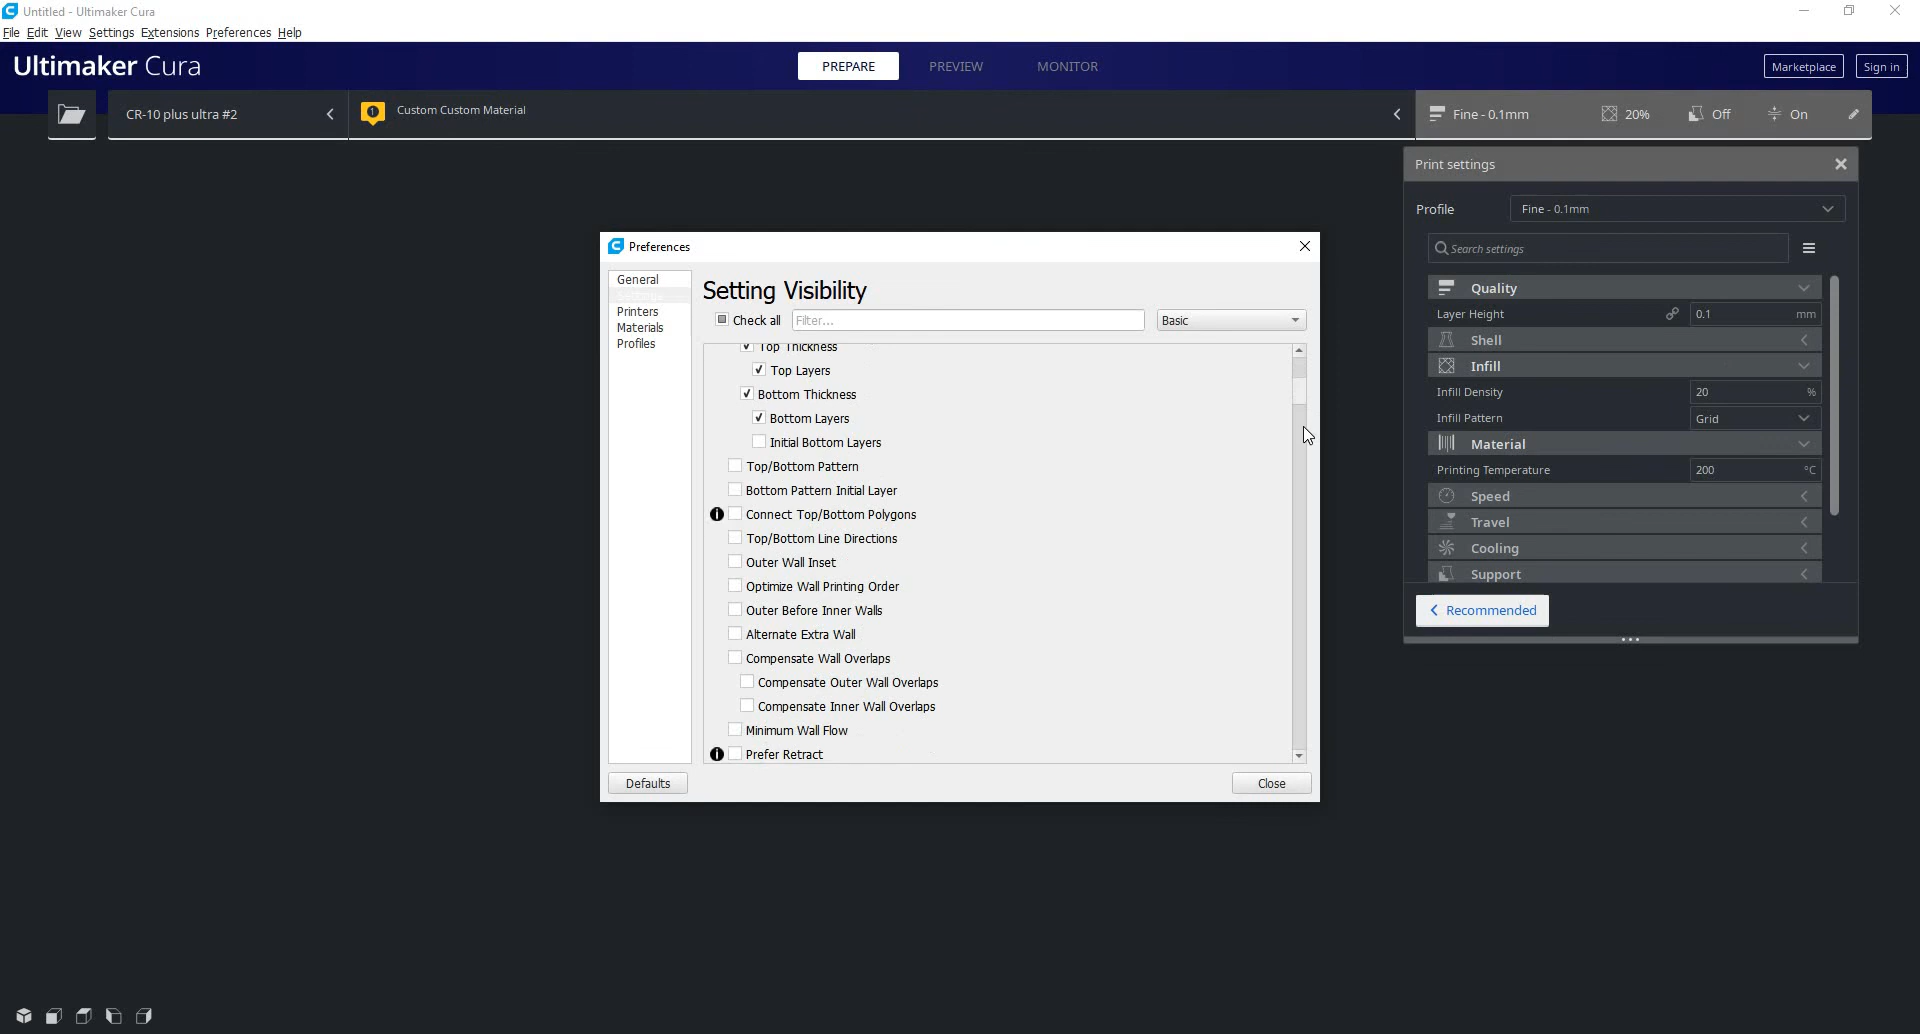 Untitled - Ultimaker Cura
File Edit View Settings Extensions Preferences Help
Ultimaker Cura
PREPARE
PREVIEW
MONITOR
Marketplace
Sign in
CR-10 plus ultra #2
1
Custom Custom Material
Fine - 0.1mm
20%
Off
On
Print settings
Profile
Fine - 0.1mm
Search settings
Quality
Layer Height
0.1 mm
Shell
Infill
Infill Density
20 %
Infill Pattern
Grid
Material
Printing Temperature
200 °C
Speed
Travel
Cooling
Support
Recommended
Preferences
General
Settings
Printers
Materials
Profiles
Setting Visibility
Check all
Filter...
Basic
Top Thickness
Top Layers
Bottom Thickness
Bottom Layers
Initial Bottom Layers
Top/Bottom Pattern
Bottom Pattern Initial Layer
Connect Top/Bottom Polygons
Top/Bottom Line Directions
Outer Wall Inset
Optimize Wall Printing Order
Outer Before Inner Walls
Alternate Extra Wall
Compensate Wall Overlaps
Compensate Outer Wall Overlaps
Compensate Inner Wall Overlaps
Minimum Wall Flow
Prefer Retract
Defaults
Close